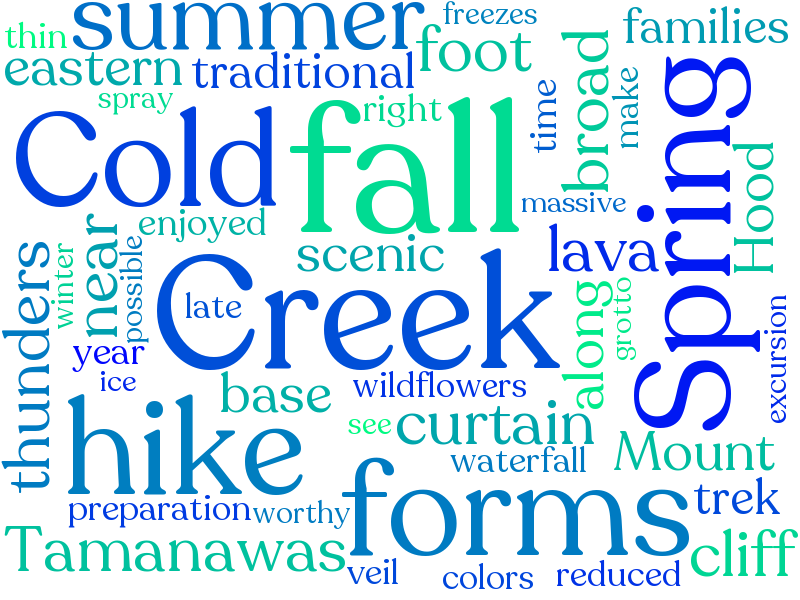 thin
summer
freezes
foot
families
eastern
traditional
spray
right
time
broad
make
Spring
Cold
fall
massive
Hood
enjoyed
scenic
lava
thunders
winter
near
possible
late
Creek
along
grotto
excursion
year
ice
base
wildflowers
see
curtain
hike
waterfall
Mount
preparation
worthy
forms
trek
Tamanawas
veil
colors
reduced
cliff